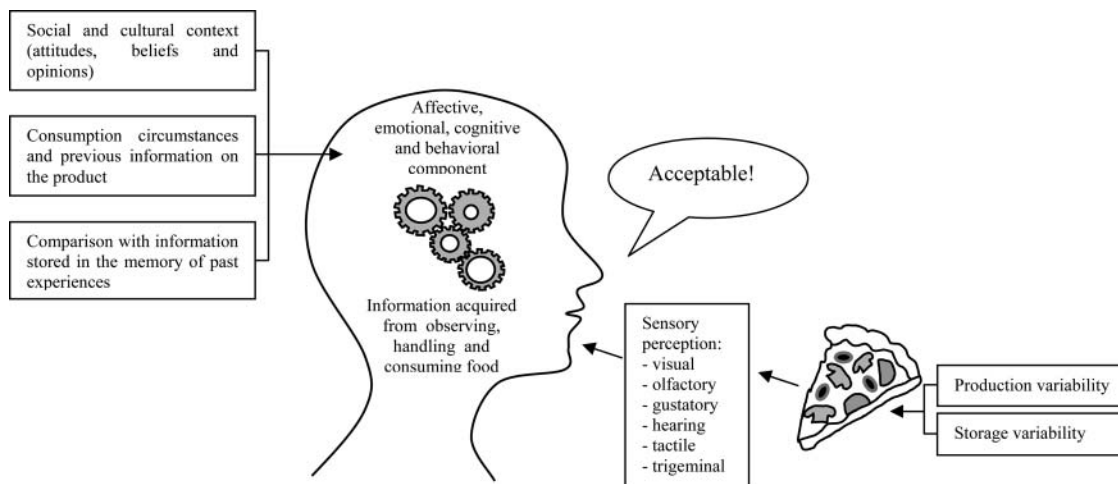 Social and cultural context
(attitudes, beliefs and
opinions)
Consumption circumstances
and previous information on
the product
Comparison with information
stored in the memory of past
experiences
Affective,
emotional, cognitive
and behavioral
component
Information acquired
from observing,
handling and
consuming food
Acceptable!
Sensory
perception:
- visual
- olfactory
- gustatory
- hearing
- tactile
- trigeminal
Production variability
Storage variability